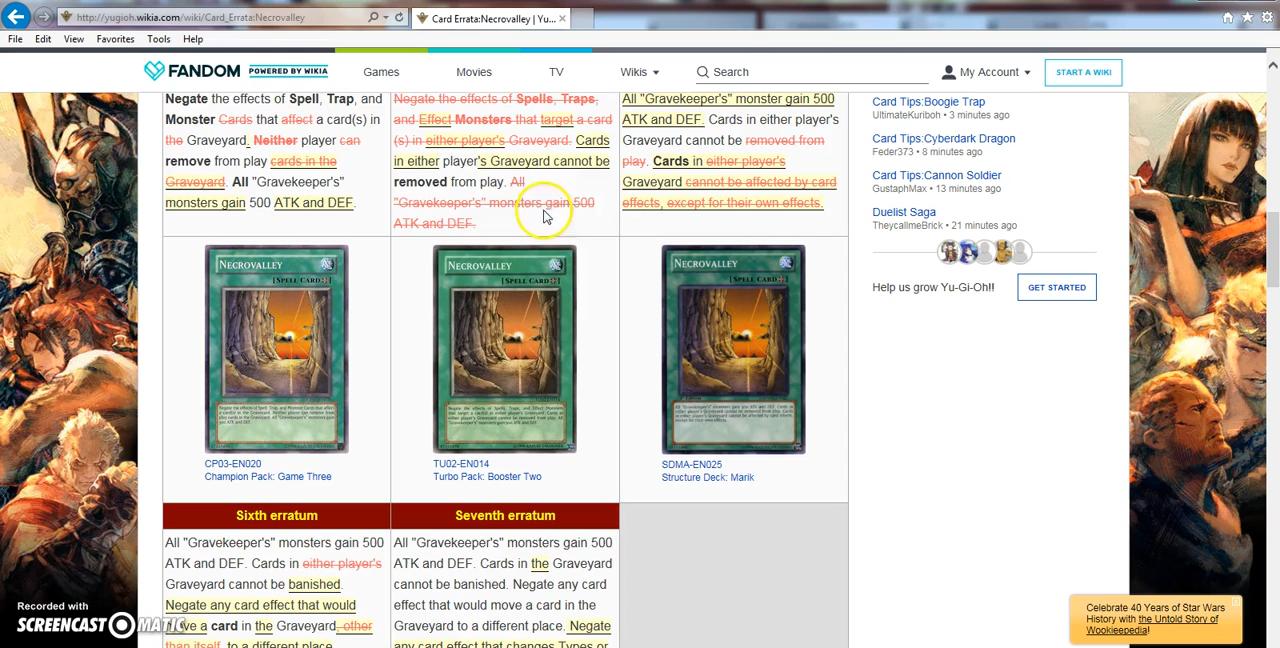 http://yugioh.wikia.com/wiki/Card_Errata:Necrovalley
Card Errata:Necrovalley | Yu...
File Edit View Favorites Tools Help
FANDOM POWERED BY WIKIA Games Movies TV Wikis Search My Account START A WIKI
Negate the effects of Spell, Trap, and
Monster Cards that affect a card(s) in
the Graveyard. Neither player can
remove from play cards in the
Graveyard. All "Gravekeeper's"
monsters gain 500 ATK and DEF.
Negate the effects of Spells, Traps,
and Effect Monsters that target a card
(s) in either player's Graveyard. Cards
in either player's Graveyard cannot be
removed from play. All
"Gravekeeper's" monsters gain 500
ATK and DEF.
All "Gravekeeper's" monster gain 500
ATK and DEF. Cards in either player's
Graveyard cannot be removed from
play. Cards in either player's
Graveyard cannot be affected by card
effects, except for their own effects.
NECROVALLEY
[SPELL CARD]
NECROVALLEY
[SPELL CARD]
NECROVALLEY
[SPELL CARD]
CP03-EN020
Champion Pack: Game Three
TU02-EN014
Turbo Pack: Booster Two
SDMA-EN025
Structure Deck: Marik
Sixth erratum
Seventh erratum
All "Gravekeeper's" monsters gain 500
ATK and DEF. Cards in either player's
Graveyard cannot be banished.
Negate any card effect that would
move a card in the Graveyard, other
than itself, to a different place.
All "Gravekeeper's" monsters gain 500
ATK and DEF. Cards in the Graveyard
cannot be banished. Negate any card
effect that would move a card in the
Graveyard to a different place. Negate
any card effect that changes Types or
Card Tips:Boogie Trap
UltimateKuriboh • 3 minutes ago
Card Tips:Cyberdark Dragon
Feder373 • 8 minutes ago
Card Tips:Cannon Soldier
GustaphMax • 13 minutes ago
Duelist Saga
TheycallmeBrick • 21 minutes ago
Help us grow Yu-Gi-Oh!! GET STARTED
Celebrate 40 Years of Star Wars
History with the Untold Story of
Wookieepedia!
Recorded with
SCREENCAST-O-MATIC